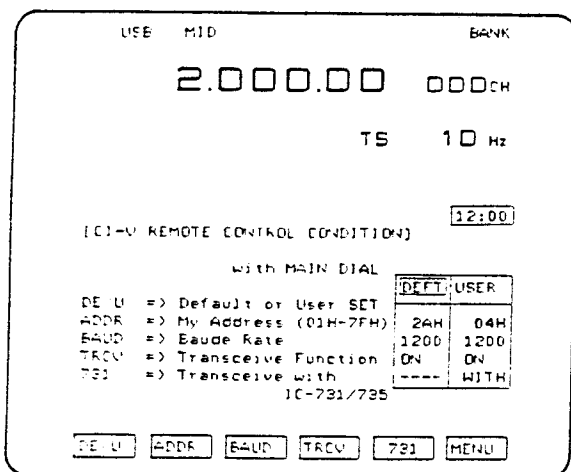 USB MID BANK
2.000.00 000CH
TS 10 Hz
12:00
[CI-V REMOTE CONTROL CONDITION]
with MAIN DIAL
DEFT USER
DE/U => Default or User SET
ADDR => My Address (01H-7FH) 2AH 04H
BAUD => Baude Rate 1200 1200
TRCV => Transceive Function ON ON
731 => Transceive with ---- WITH
IC-731/735
DE/U ADDR BAUD TRCV 731 MENU